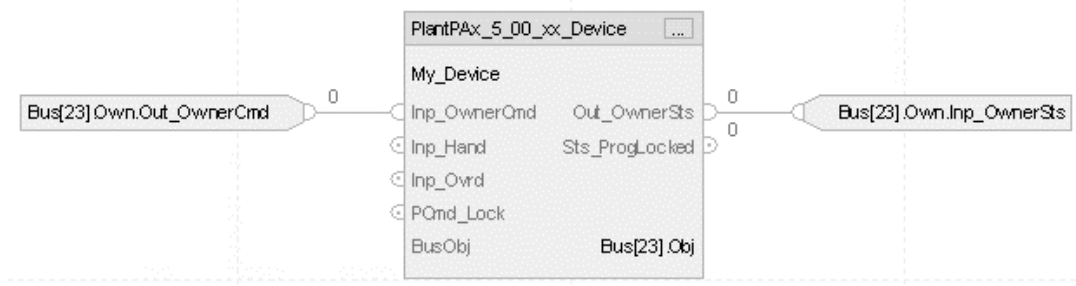 PlantPAx_5_00_xx_Device ...
My_Device
Bus[23].Own.Out_OwnerCmd 0 Inp_OwnerCmd Out_OwnerSts 0 Bus[23].Own.Inp_OwnerSts
Inp_Hand Sts_ProgLocked 0
Inp_Ovrd
PCmd_Lock
BusObj Bus[23].Obj